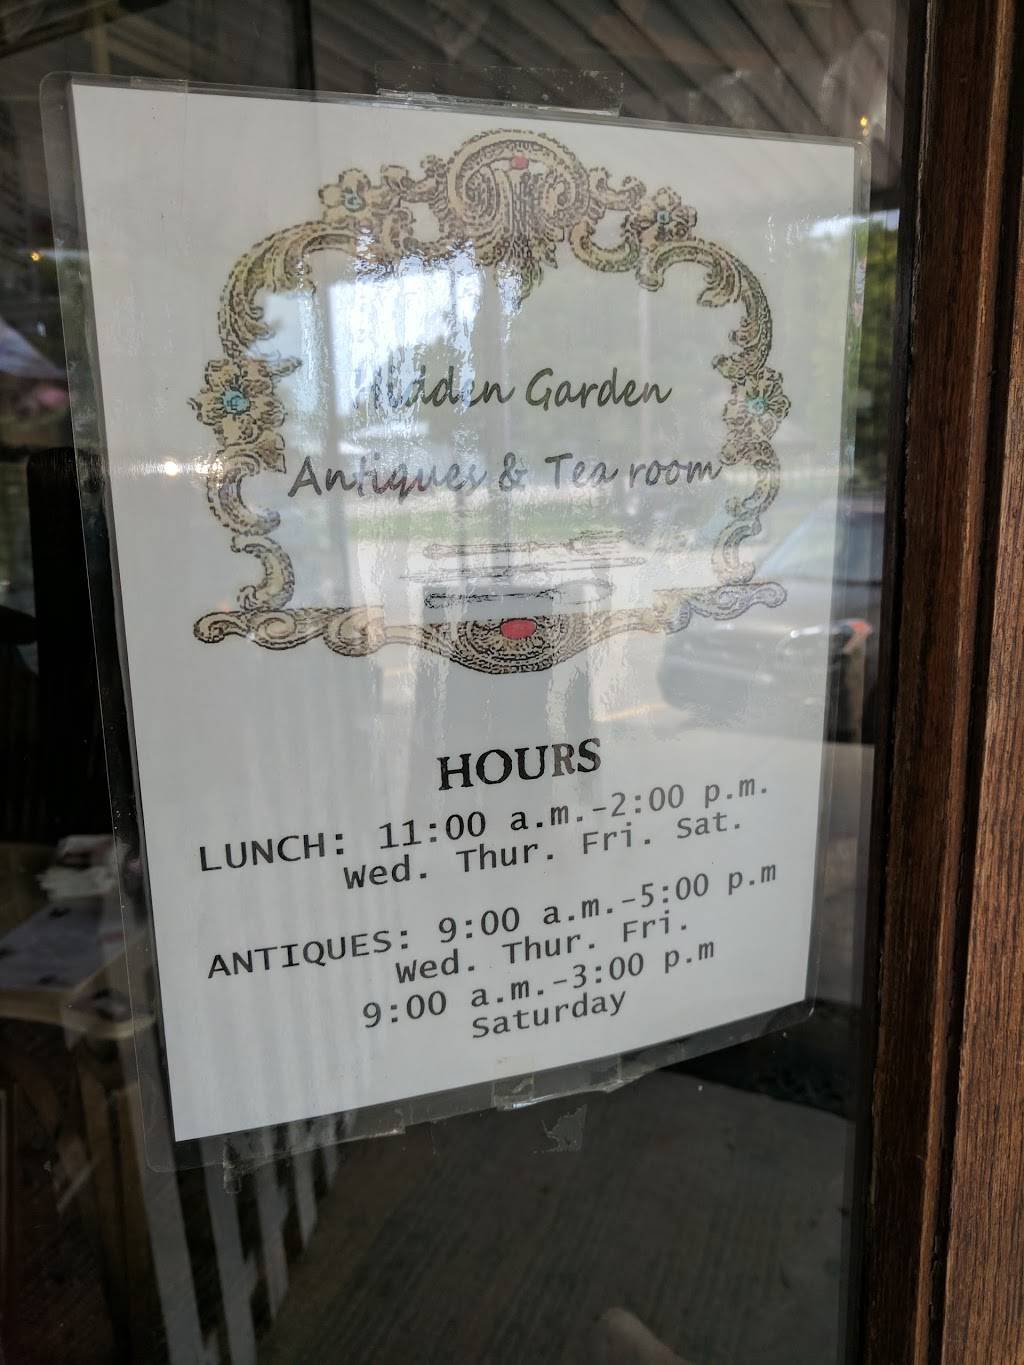 Hidden Garden
Antiques & Tea room
HOURS
LUNCH: 11:00 a.m.-2:00 p.m.
Wed. Thur. Fri. Sat.
ANTIQUES: 9:00 a.m.-5:00 p.m
Wed. Thur. Fri.
9:00 a.m.-3:00 p.m
Saturday